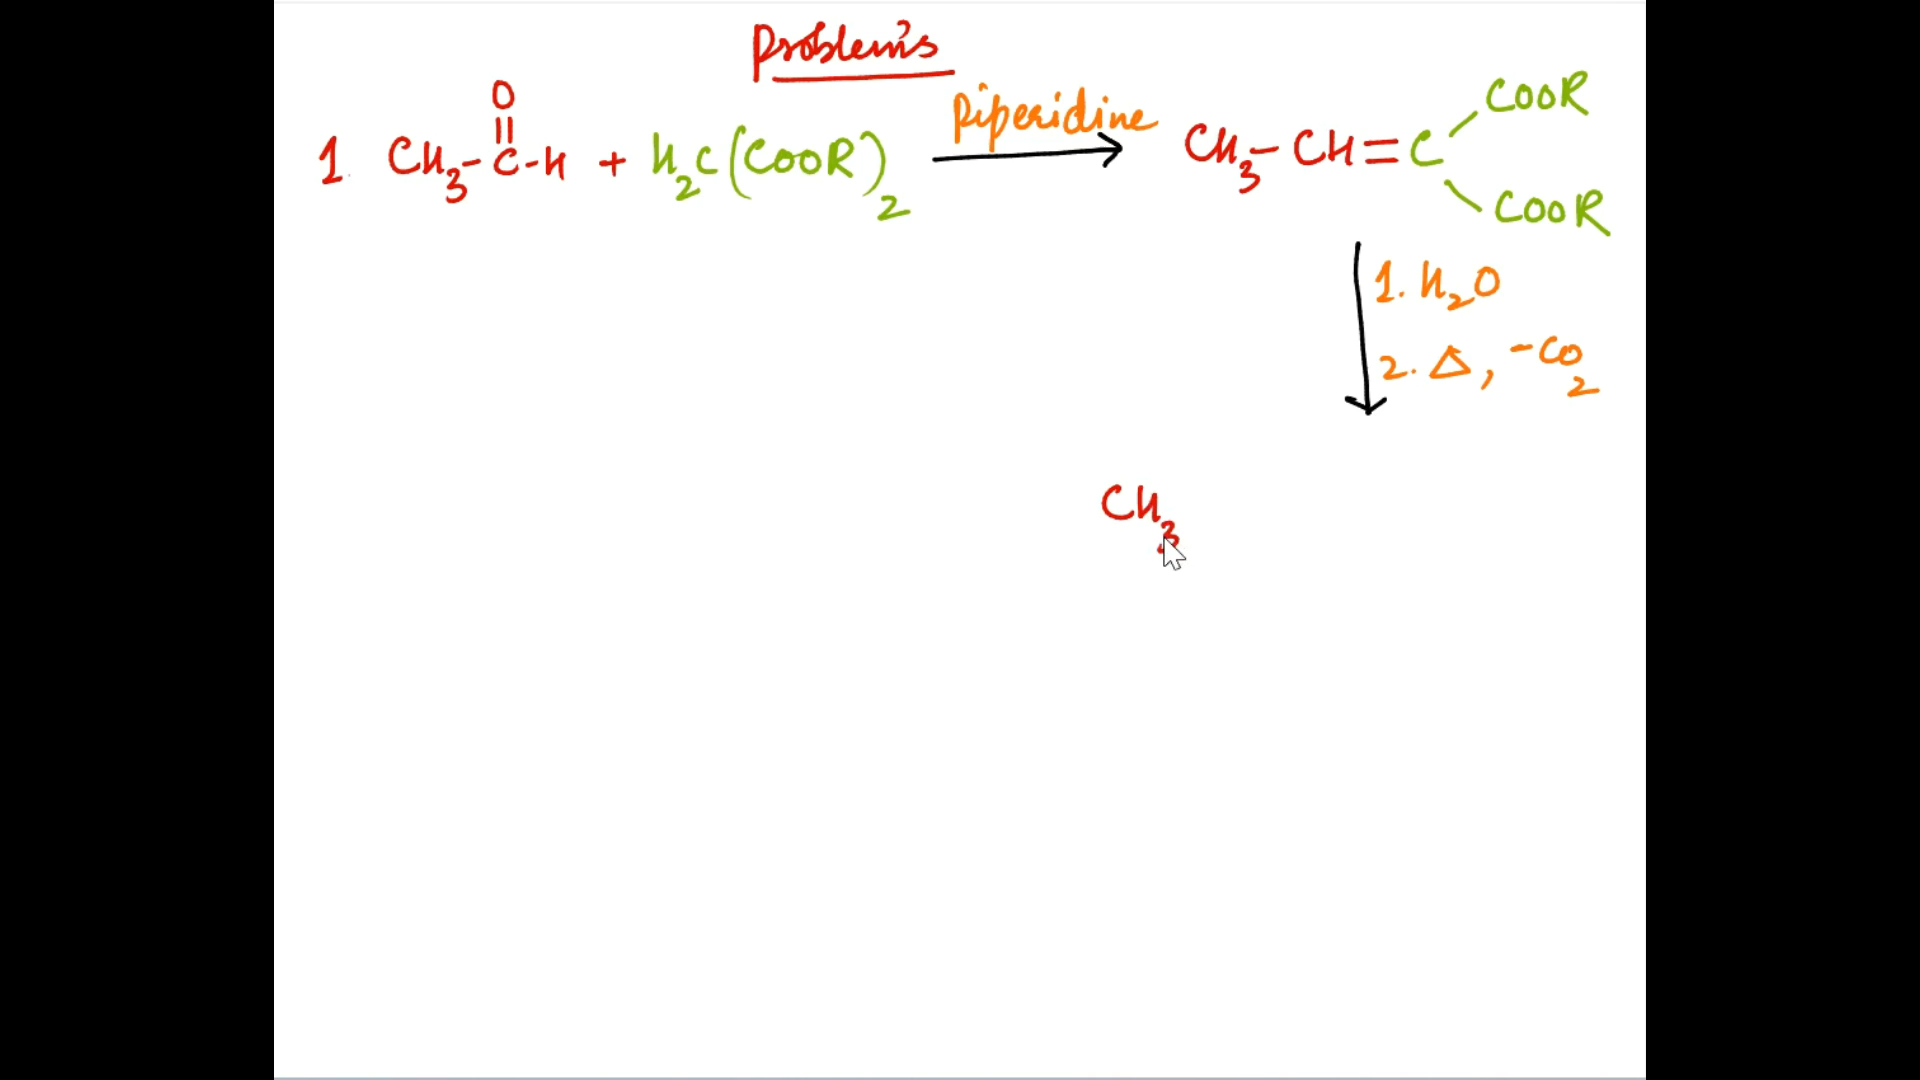 Problems
1. CH3-C-H + H2C(COOR)2 Piperidine CH3-CH=C COOR
O
COOR
1. H2O
2. Δ, -CO2
CH3